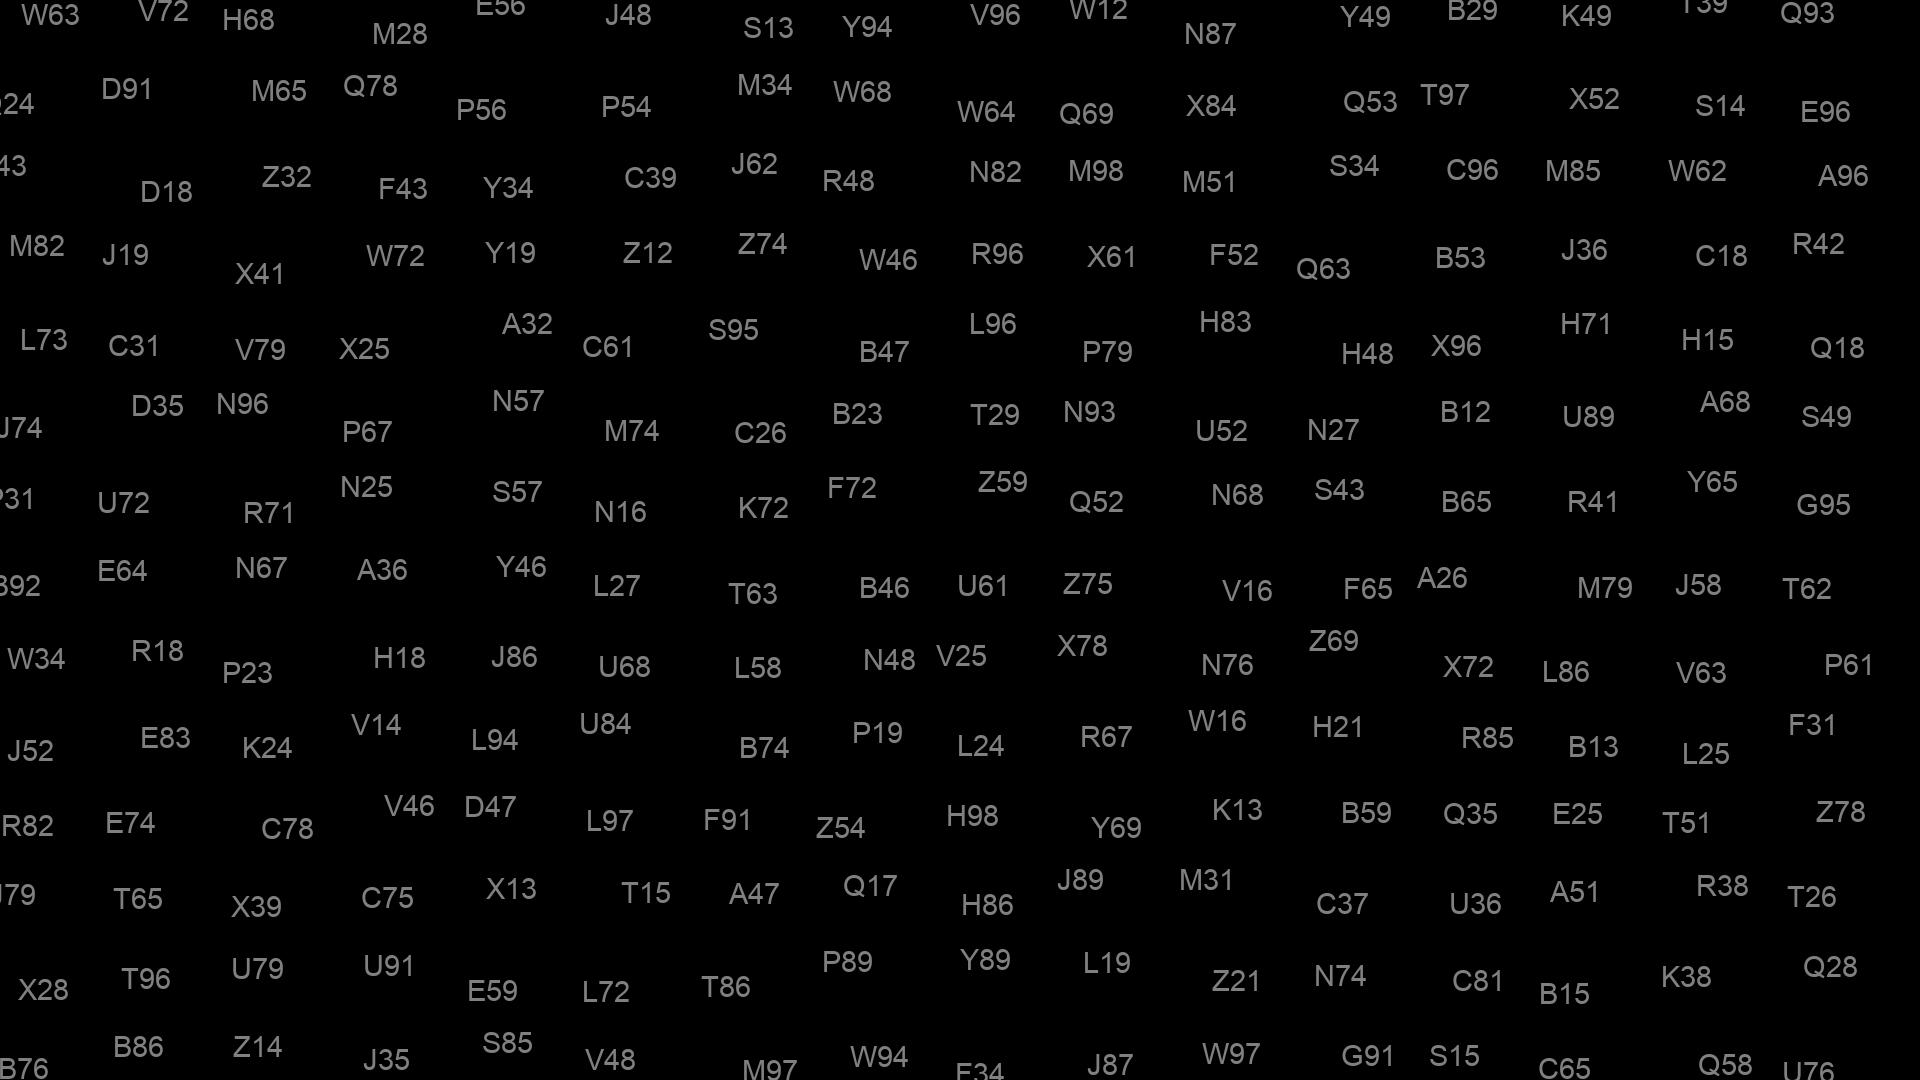 W63 V72 H68 M28 E56 J48 S13 Y94 V96 W12 N87 Y49 B29 K49 T39 Q93
D91 M65 Q78 P56 P54 M34 W68 W64 Q69 X84 Q53 T97 X52 S14 E96
D18 Z32 F43 Y34 C39 J62 R48 N82 M98 M51 S34 C96 M85 W62 A96
M82 J19 X41 W72 Y19 Z12 Z74 W46 R96 X61 F52 Q63 B53 J36 C18 R42
L73 C31 V79 X25 A32 C61 S95 B47 L96 P79 H83 H48 X96 H71 H15 Q18
J74 D35 N96 P67 N57 M74 C26 B23 T29 N93 U52 N27 B12 U89 A68 S49
P31 U72 R71 N25 S57 N16 K72 F72 Z59 Q52 N68 S43 B65 R41 Y65 G95
B92 E64 N67 A36 Y46 L27 T63 B46 U61 Z75 V16 F65 A26 M79 J58 T62
W34 R18 P23 H18 J86 U68 L58 N48 V25 X78 N76 Z69 X72 L86 V63 P61
J52 E83 K24 V14 L94 U84 B74 P19 L24 R67 W16 H21 R85 B13 L25 F31
R82 E74 C78 V46 D47 L97 F91 Z54 H98 Y69 K13 B59 Q35 E25 T51 Z78
T65 X39 C75 X13 T15 A47 Q17 H86 J89 M31 C37 U36 A51 R38 T26
X28 T96 U79 U91 E59 L72 T86 P89 Y89 L19 Z21 N74 C81 B15 K38 Q28
B76 B86 Z14 J35 S85 V48 M97 W94 J87 W97 G91 S15 C65 Q58 U76